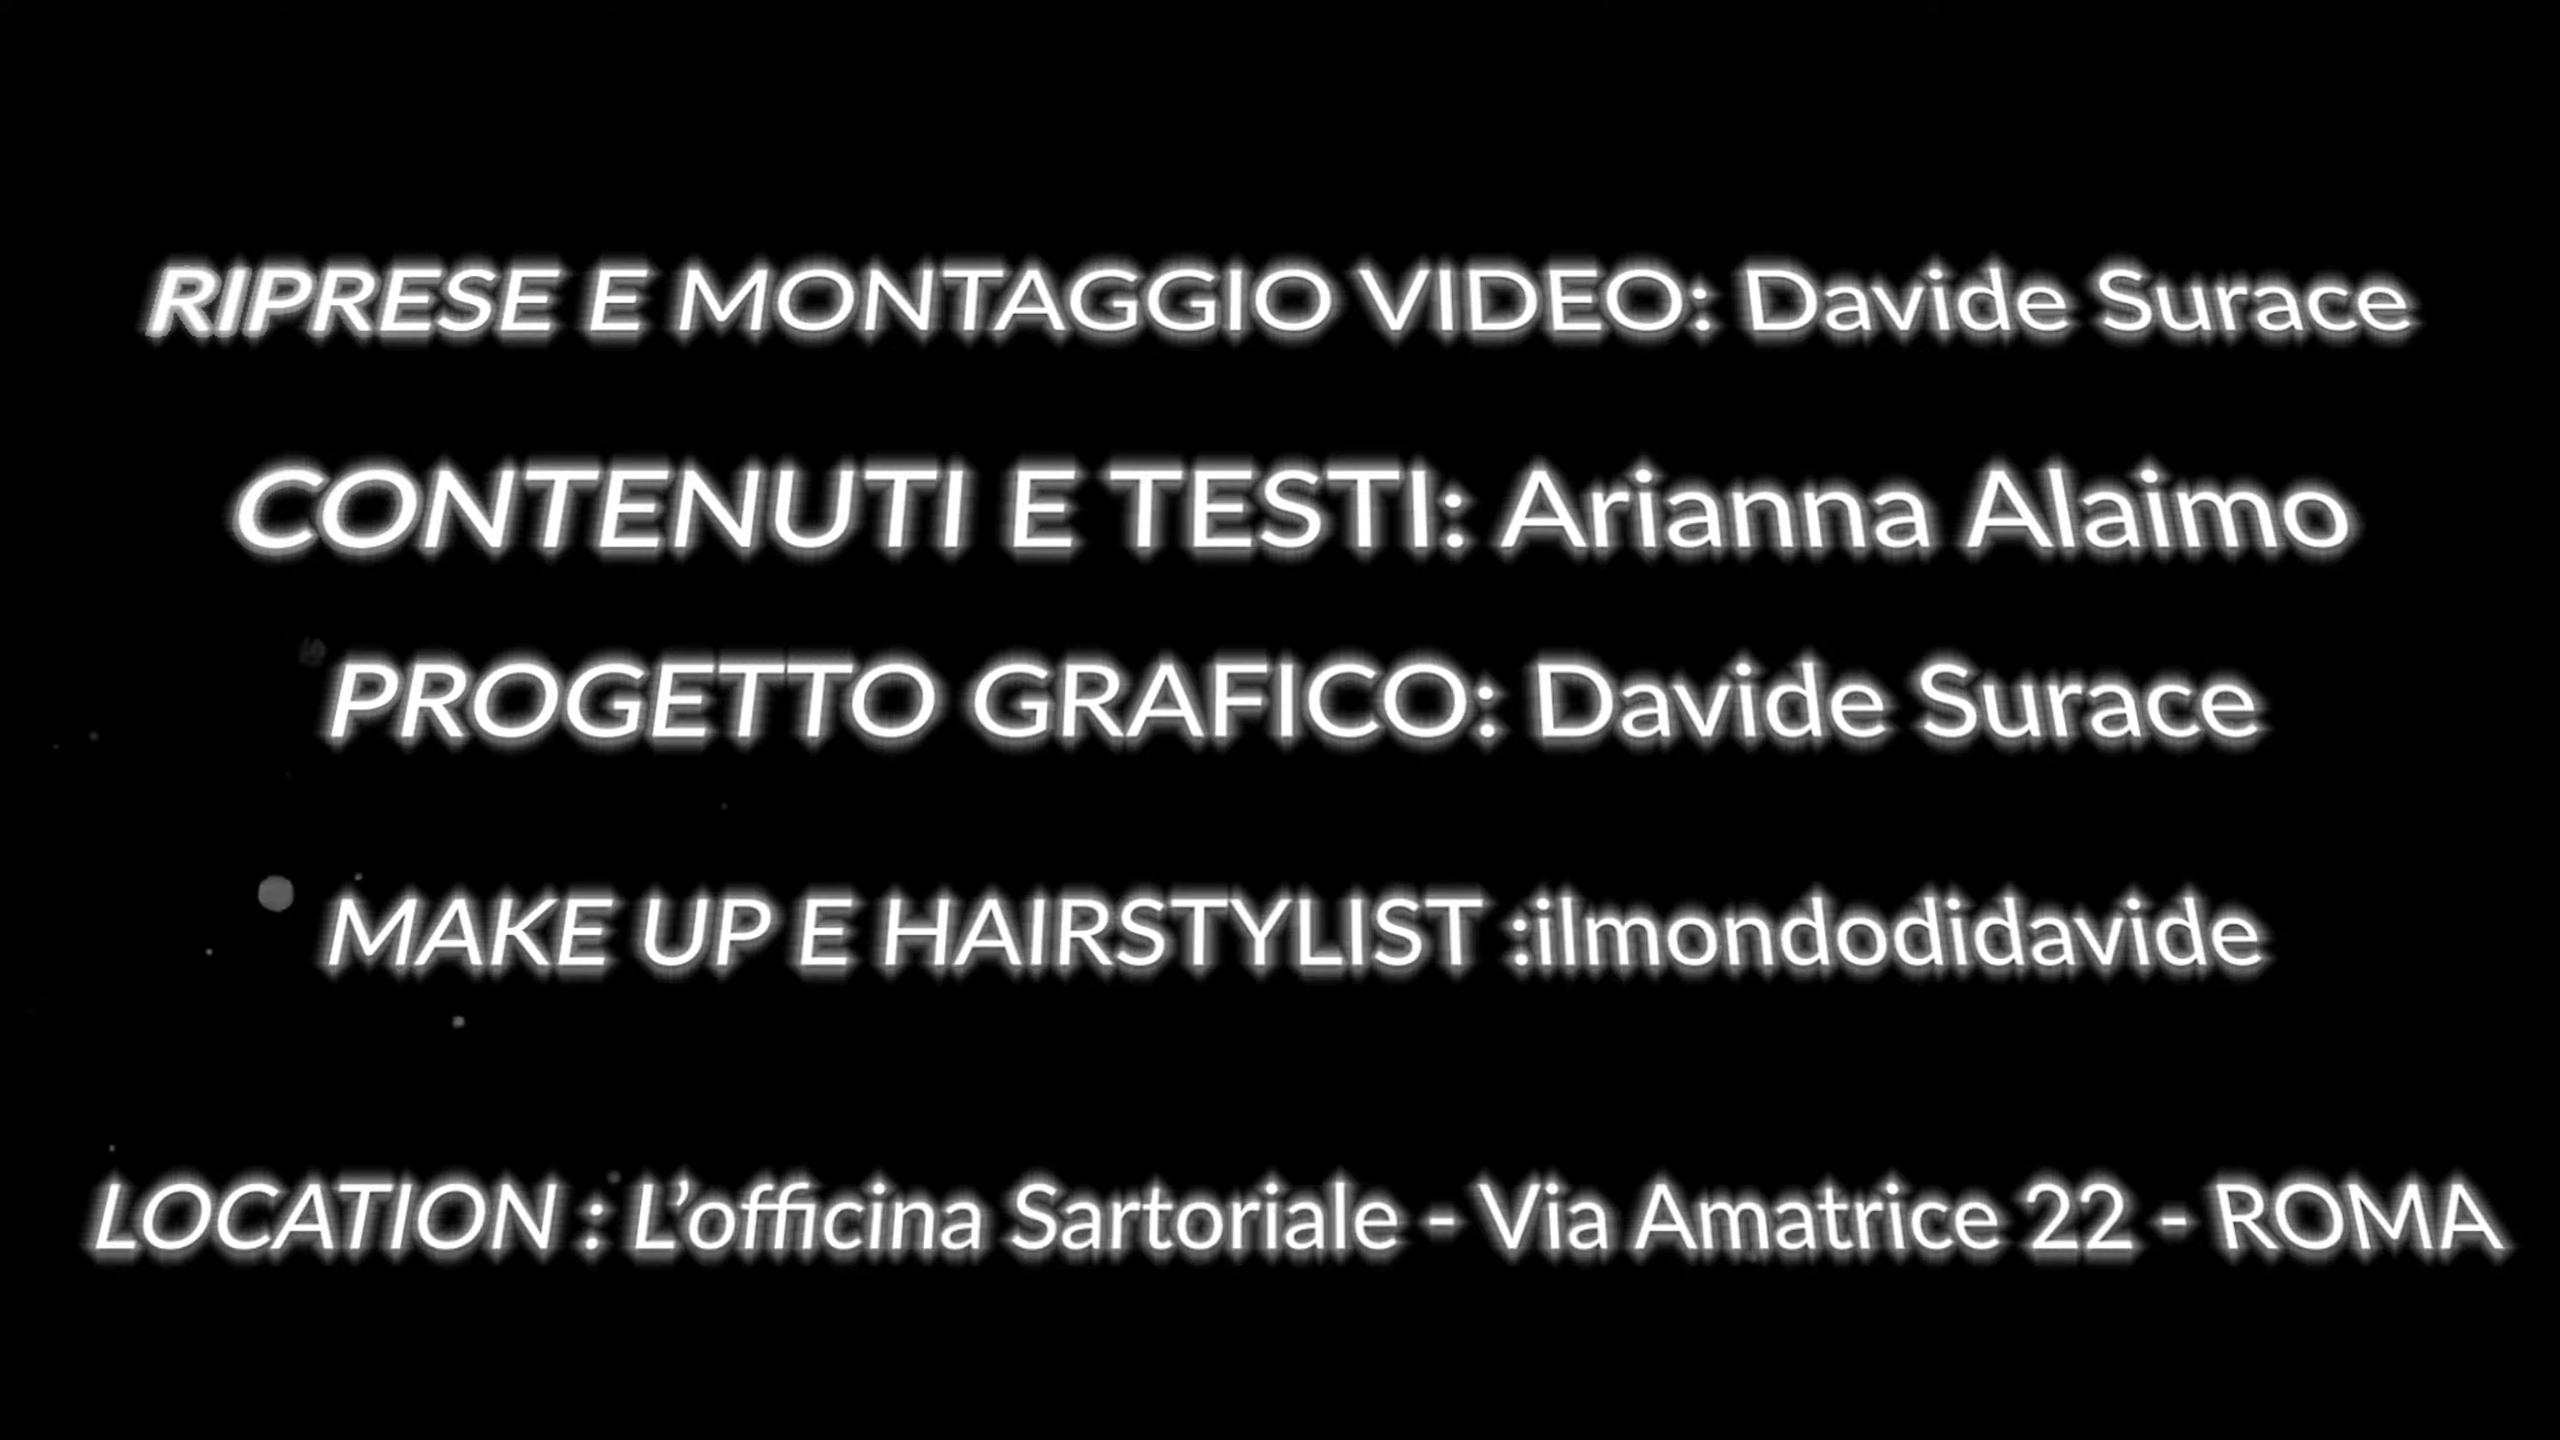 RIPRESE E MONTAGGIO VIDEO: Davide Surace
CONTENUTI E TESTI: Arianna Alaimo
PROGETTO GRAFICO: Davide Surace
MAKE UP E HAIRSTYLIST :ilmondodidavide
LOCATION : L’officina Sartoriale - Via Amatrice 22 - ROMA